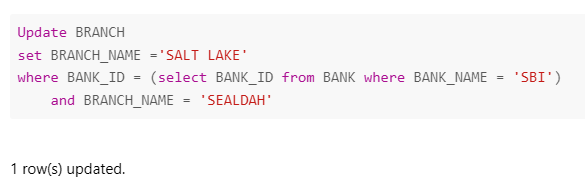 Update BRANCH
set BRANCH_NAME ='SALT LAKE'
where BANK_ID = (select BANK_ID from BANK where BANK_NAME = 'SBI')
    and BRANCH_NAME = 'SEALDAH'
1 row(s) updated.